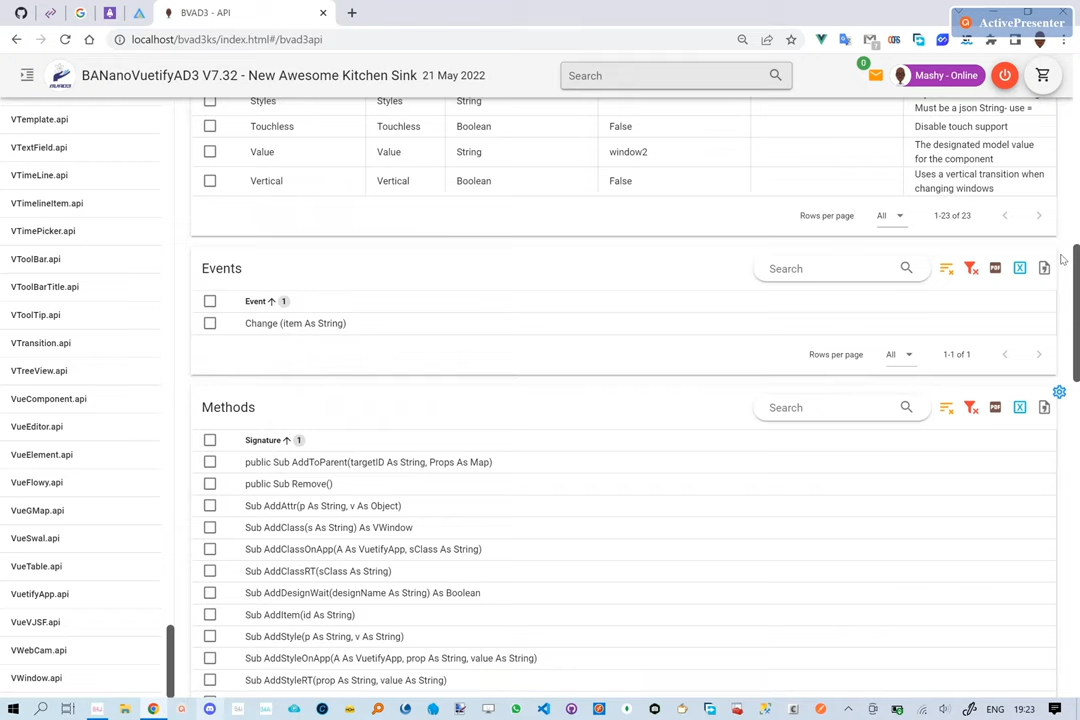 BVAD3 - API
ActivePresenter
localhost/bvad3ks/index.html#/bvad3api
BANanoVuetifyAD3 V7.32 - New Awesome Kitchen Sink 21 May 2022
Search
0
Mashy - Online
VTemplate.api
VTextField.api
VTimeLine.api
VTimelineItem.api
VTimePicker.api
VToolBar.api
VToolBarTitle.api
VToolTip.api
VTransition.api
VTreeView.api
VueComponent.api
VueEditor.api
VueElement.api
VueFlowy.api
VueGMap.api
VueSwal.api
VueTable.api
VuetifyApp.api
VueVJSF.api
VWebCam.api
VWindow.api
Styles Styles String Must be a json String- use =
Touchless Touchless Boolean False Disable touch support
Value Value String window2 The designated model value for the component
Vertical Vertical Boolean False Uses a vertical transition when changing windows
Rows per page All 1-23 of 23
Events Search
Event 1
Change (item As String)
Rows per page All 1-1 of 1
Methods Search
Signature 1
public Sub AddToParent(targetID As String, Props As Map)
public Sub Remove()
Sub AddAttr(p As String, v As Object)
Sub AddClass(s As String) As VWindow
Sub AddClassOnApp(A As VuetifyApp, sClass As String)
Sub AddClassRT(sClass As String)
Sub AddDesignWait(designName As String) As Boolean
Sub AddItem(id As String)
Sub AddStyle(p As String, v As String)
Sub AddStyleOnApp(A As VuetifyApp, prop As String, value As String)
Sub AddStyleRT(prop As String, value As String)
ENG 19:23